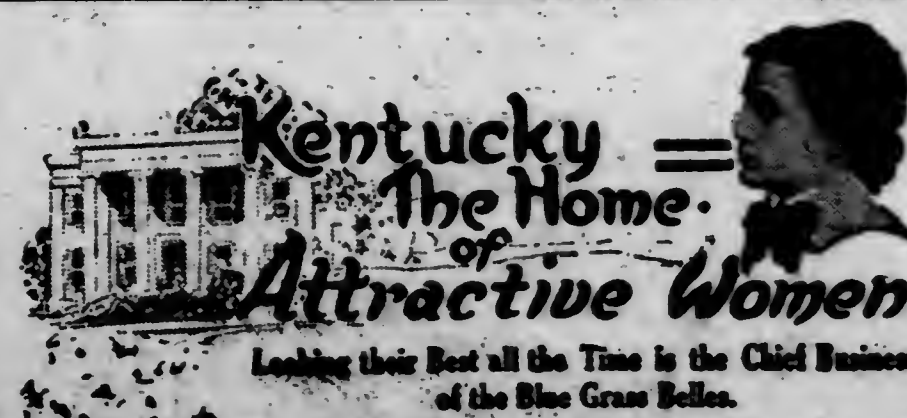 Kentucky =
The Home
of
Attractive Women
Looking their Best all the Time is the Chief Busines
of the Blue Grass Belles.